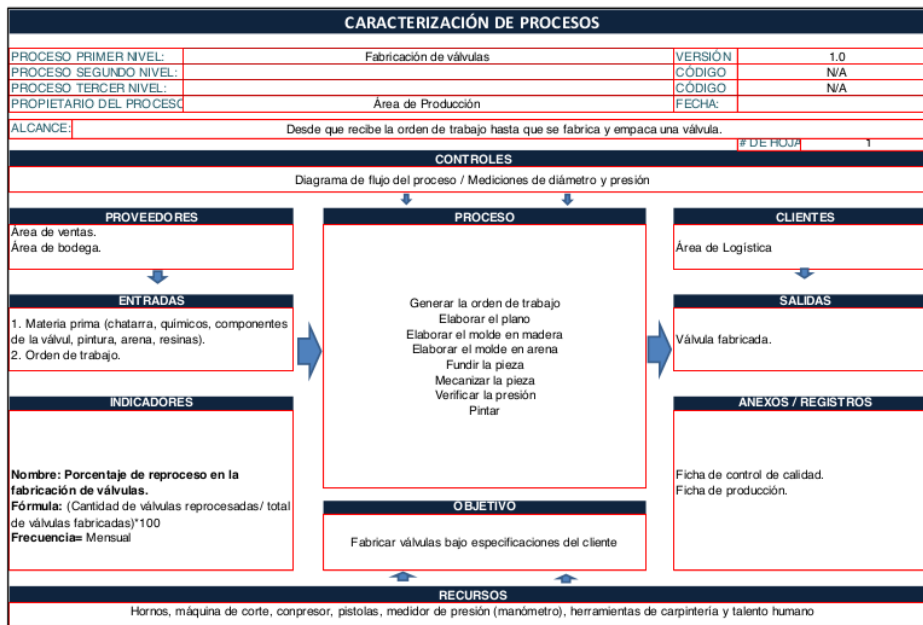 CARACTERIZACIÓN DE PROCESOS
PROCESO PRIMER NIVEL: Fabricación de válvulas VERSIÓN 1.0
PROCESO SEGUNDO NIVEL: CÓDIGO N/A
PROCESO TERCER NIVEL: CÓDIGO N/A
PROPIETARIO DEL PROCESO Área de Producción FECHA:
ALCANCE: Desde que recibe la orden de trabajo hasta que se fabrica y empaca una válvula.
# DE HOJA 1
CONTROLES
Diagrama de flujo del proceso / Mediciones de diámetro y presión
PROVEEDORES
Área de ventas.
Área de bodega.
ENTRADAS
1. Materia prima (chatarra, químicos, componentes
de la válvul, pintura, arena, resinas).
2. Orden de trabajo.
INDICADORES
Nombre: Porcentaje de reproceso en la
fabricación de válvulas.
Fórmula: (Cantidad de válvulas reprocesadas/ total
de válvulas fabricadas)*100
Frecuencia= Mensual
PROCESO
Generar la orden de trabajo
Elaborar el plano
Elaborar el molde en madera
Elaborar el molde en arena
Fundir la pieza
Mecanizar la pieza
Verificar la presión
Pintar
OBJETIVO
Fabricar válvulas bajo especificaciones del cliente
CLIENTES
Área de Logística
SALIDAS
Válvula fabricada.
ANEXOS / REGISTROS
Ficha de control de calidad.
Ficha de producción.
RECURSOS
Hornos, máquina de corte, conpresor, pistolas, medidor de presión (manómetro), herramientas de carpintería y talento humano